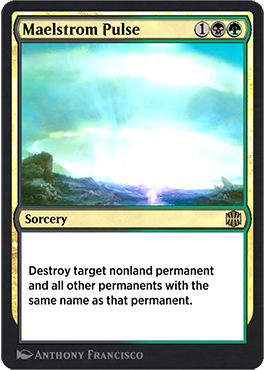 Maelstrom Pulse 1
Sorcery
Destroy target nonland permanent
and all other permanents with the
same name as that permanent.
Anthony Francisco